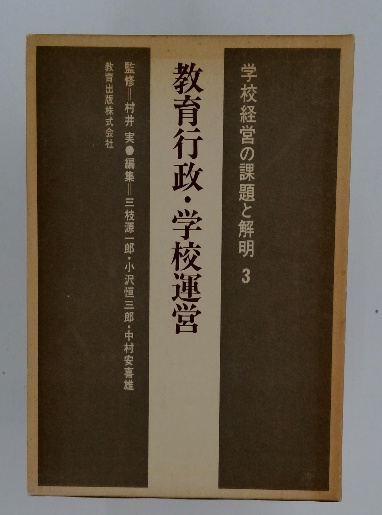 学校経営の課題と解明 3
教育行政・学校運営
監修＝村井 実●編集＝三枝源一郎・小沢恒三郎・中村安喜雄
教育出版株式会社